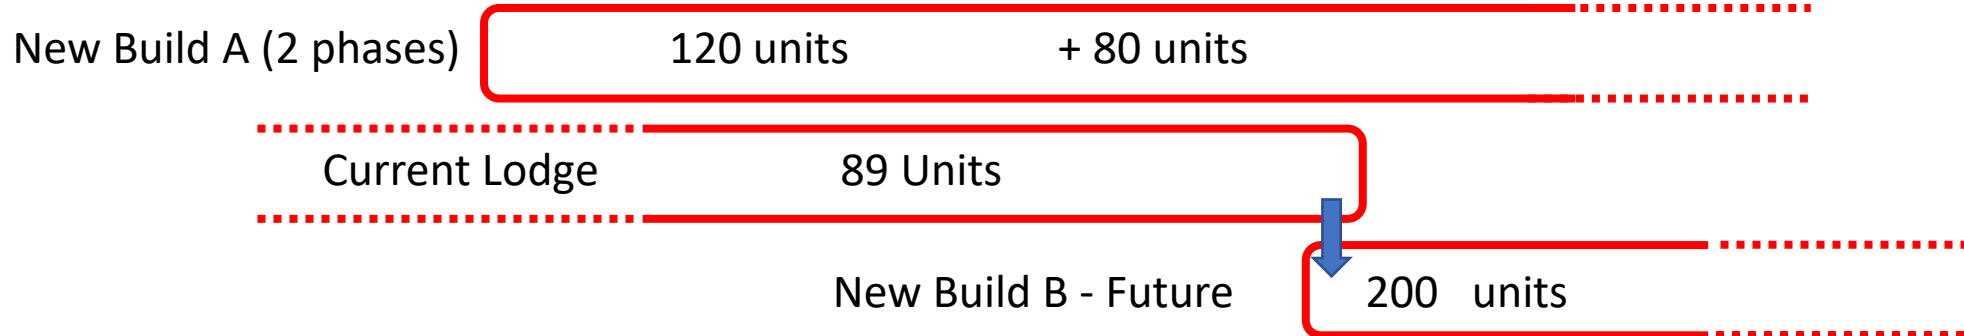 New Build A (2 phases) 120 units + 80 units
Current Lodge 89 Units
New Build B - Future 200 units